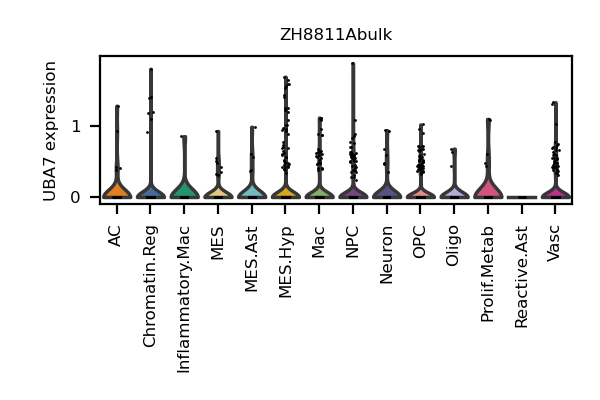 ZH8811Abulk
UBA7 expression
1
0
AC
Chromatin.Reg
Inflammatory.Mac
MES
MES.Ast
MES.Hyp
Mac
NPC
Neuron
OPC
Oligo
Prolif.Metab
Reactive.Ast
Vasc